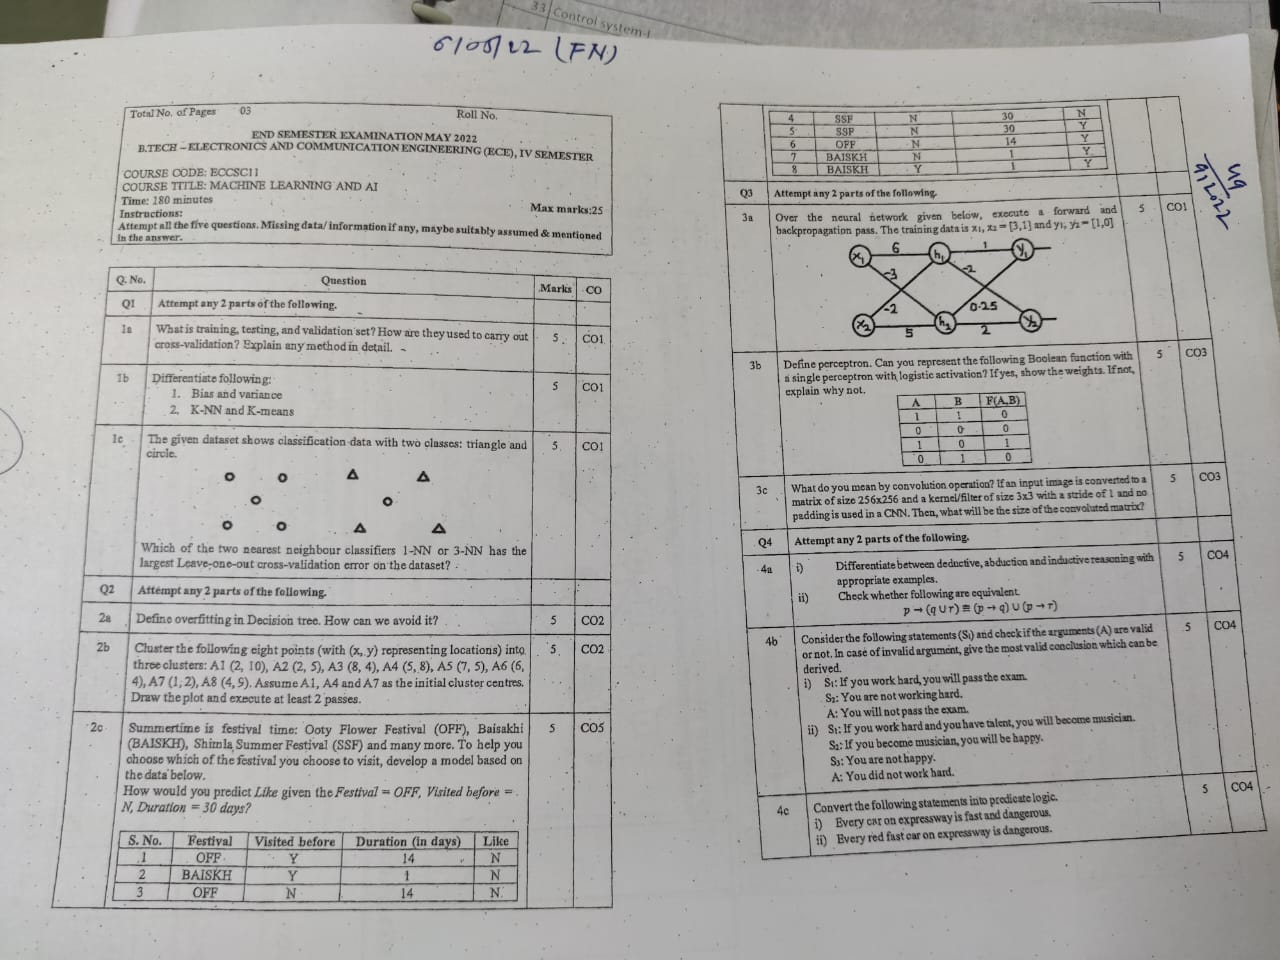 33 Control system-I
6/06/22 (FN)
Total No. of Pages 03 Roll No.
END SEMESTER EXAMINATION MAY 2022
B.TECH – ELECTRONICS AND COMMUNICATION ENGINEERING (ECE), IV SEMESTER
COURSE CODE: ECCSC11
COURSE TITLE: MACHINE LEARNING AND AI
Time: 180 minutes Max marks:25
Instructions:
Attempt all the five questions. Missing data/ information if any, maybe suitably assumed & mentioned
in the answer.
Q. No. Question Marks CO
Q1 Attempt any 2 parts of the following.
1a What is training, testing, and validation set? How are they used to carry out 5 CO1
cross-validation? Explain any method in detail.
1b Differentiate following: 5 CO1
1. Bias and variance
2. K-NN and K-means
1c The given dataset shows classification data with two classes: triangle and 5 CO1
circle.
Which of the two nearest neighbour classifiers 1-NN or 3-NN has the
largest Leave-one-out cross-validation error on the dataset?
Q2 Attempt any 2 parts of the following.
2a Define overfitting in Decision tree. How can we avoid it? 5 CO2
2b Cluster the following eight points (with (x, y) representing locations) into 5 CO2
three clusters: A1 (2, 10), A2 (2, 5), A3 (8, 4), A4 (5, 8), A5 (7, 5), A6 (6,
4), A7 (1, 2), A8 (4, 9). Assume A1, A4 and A7 as the initial cluster centres.
Draw the plot and execute at least 2 passes.
2c Summertime is festival time: Ooty Flower Festival (OFF), Baisakhi 5 CO5
(BAISKH), Shimla Summer Festival (SSF) and many more. To help you
choose which of the festival you choose to visit, develop a model based on
the data below.
How would you predict Like given the Festival = OFF, Visited before =
N, Duration = 30 days?
S. No. Festival Visited before Duration (in days) Like
1 OFF Y 14 N
2 BAISKH Y 1 N
3 OFF N 14 N
4 SSF N 30 N
5 SSF N 30 Y
6 OFF N 14 Y
7 BAISKH N 1 Y
8 BAISKH Y 1 Y
UG
9/2022
Q3 Attempt any 2 parts of the following.
3a Over the neural network given below, execute a forward and 5 CO1
backpropagation pass. The training data is x₁, x₂ = [3,1] and y₁, y₂ = [1,0]
x₁ 6 h₁ 1 y₁
-3 -2
-2 0.25
x₂ 5 h₂ 2 y₂
3b Define perceptron. Can you represent the following Boolean function with 5 CO3
a single perceptron with logistic activation? If yes, show the weights. If not,
explain why not.
A B F(A,B)
1 1 0
0 0 0
1 0 1
0 1 0
3c What do you mean by convolution operation? If an input image is converted to a 5 CO3
matrix of size 256x256 and a kernel/filter of size 3x3 with a stride of 1 and no
padding is used in a CNN. Then, what will be the size of the convoluted matrix?
Q4 Attempt any 2 parts of the following.
4a i) Differentiate between deductive, abduction and inductive reasoning with 5 CO4
appropriate examples.
ii) Check whether following are equivalent.
p → (q ∪ r) ≡ (p → q) ∪ (p → r)
4b Consider the following statements (Sᵢ) and check if the arguments (A) are valid 5 CO4
or not. In case of invalid argument, give the most valid conclusion which can be
derived.
i) S₁: If you work hard, you will pass the exam.
S₂: You are not working hard.
A: You will not pass the exam.
ii) S₁: If you work hard and you have talent, you will become musician.
S₂: If you become musician, you will be happy.
S₃: You are not happy.
A: You did not work hard.
4c Convert the following statements into predicate logic. 5 CO4
i) Every car on expressway is fast and dangerous.
ii) Every red fast car on expressway is dangerous.